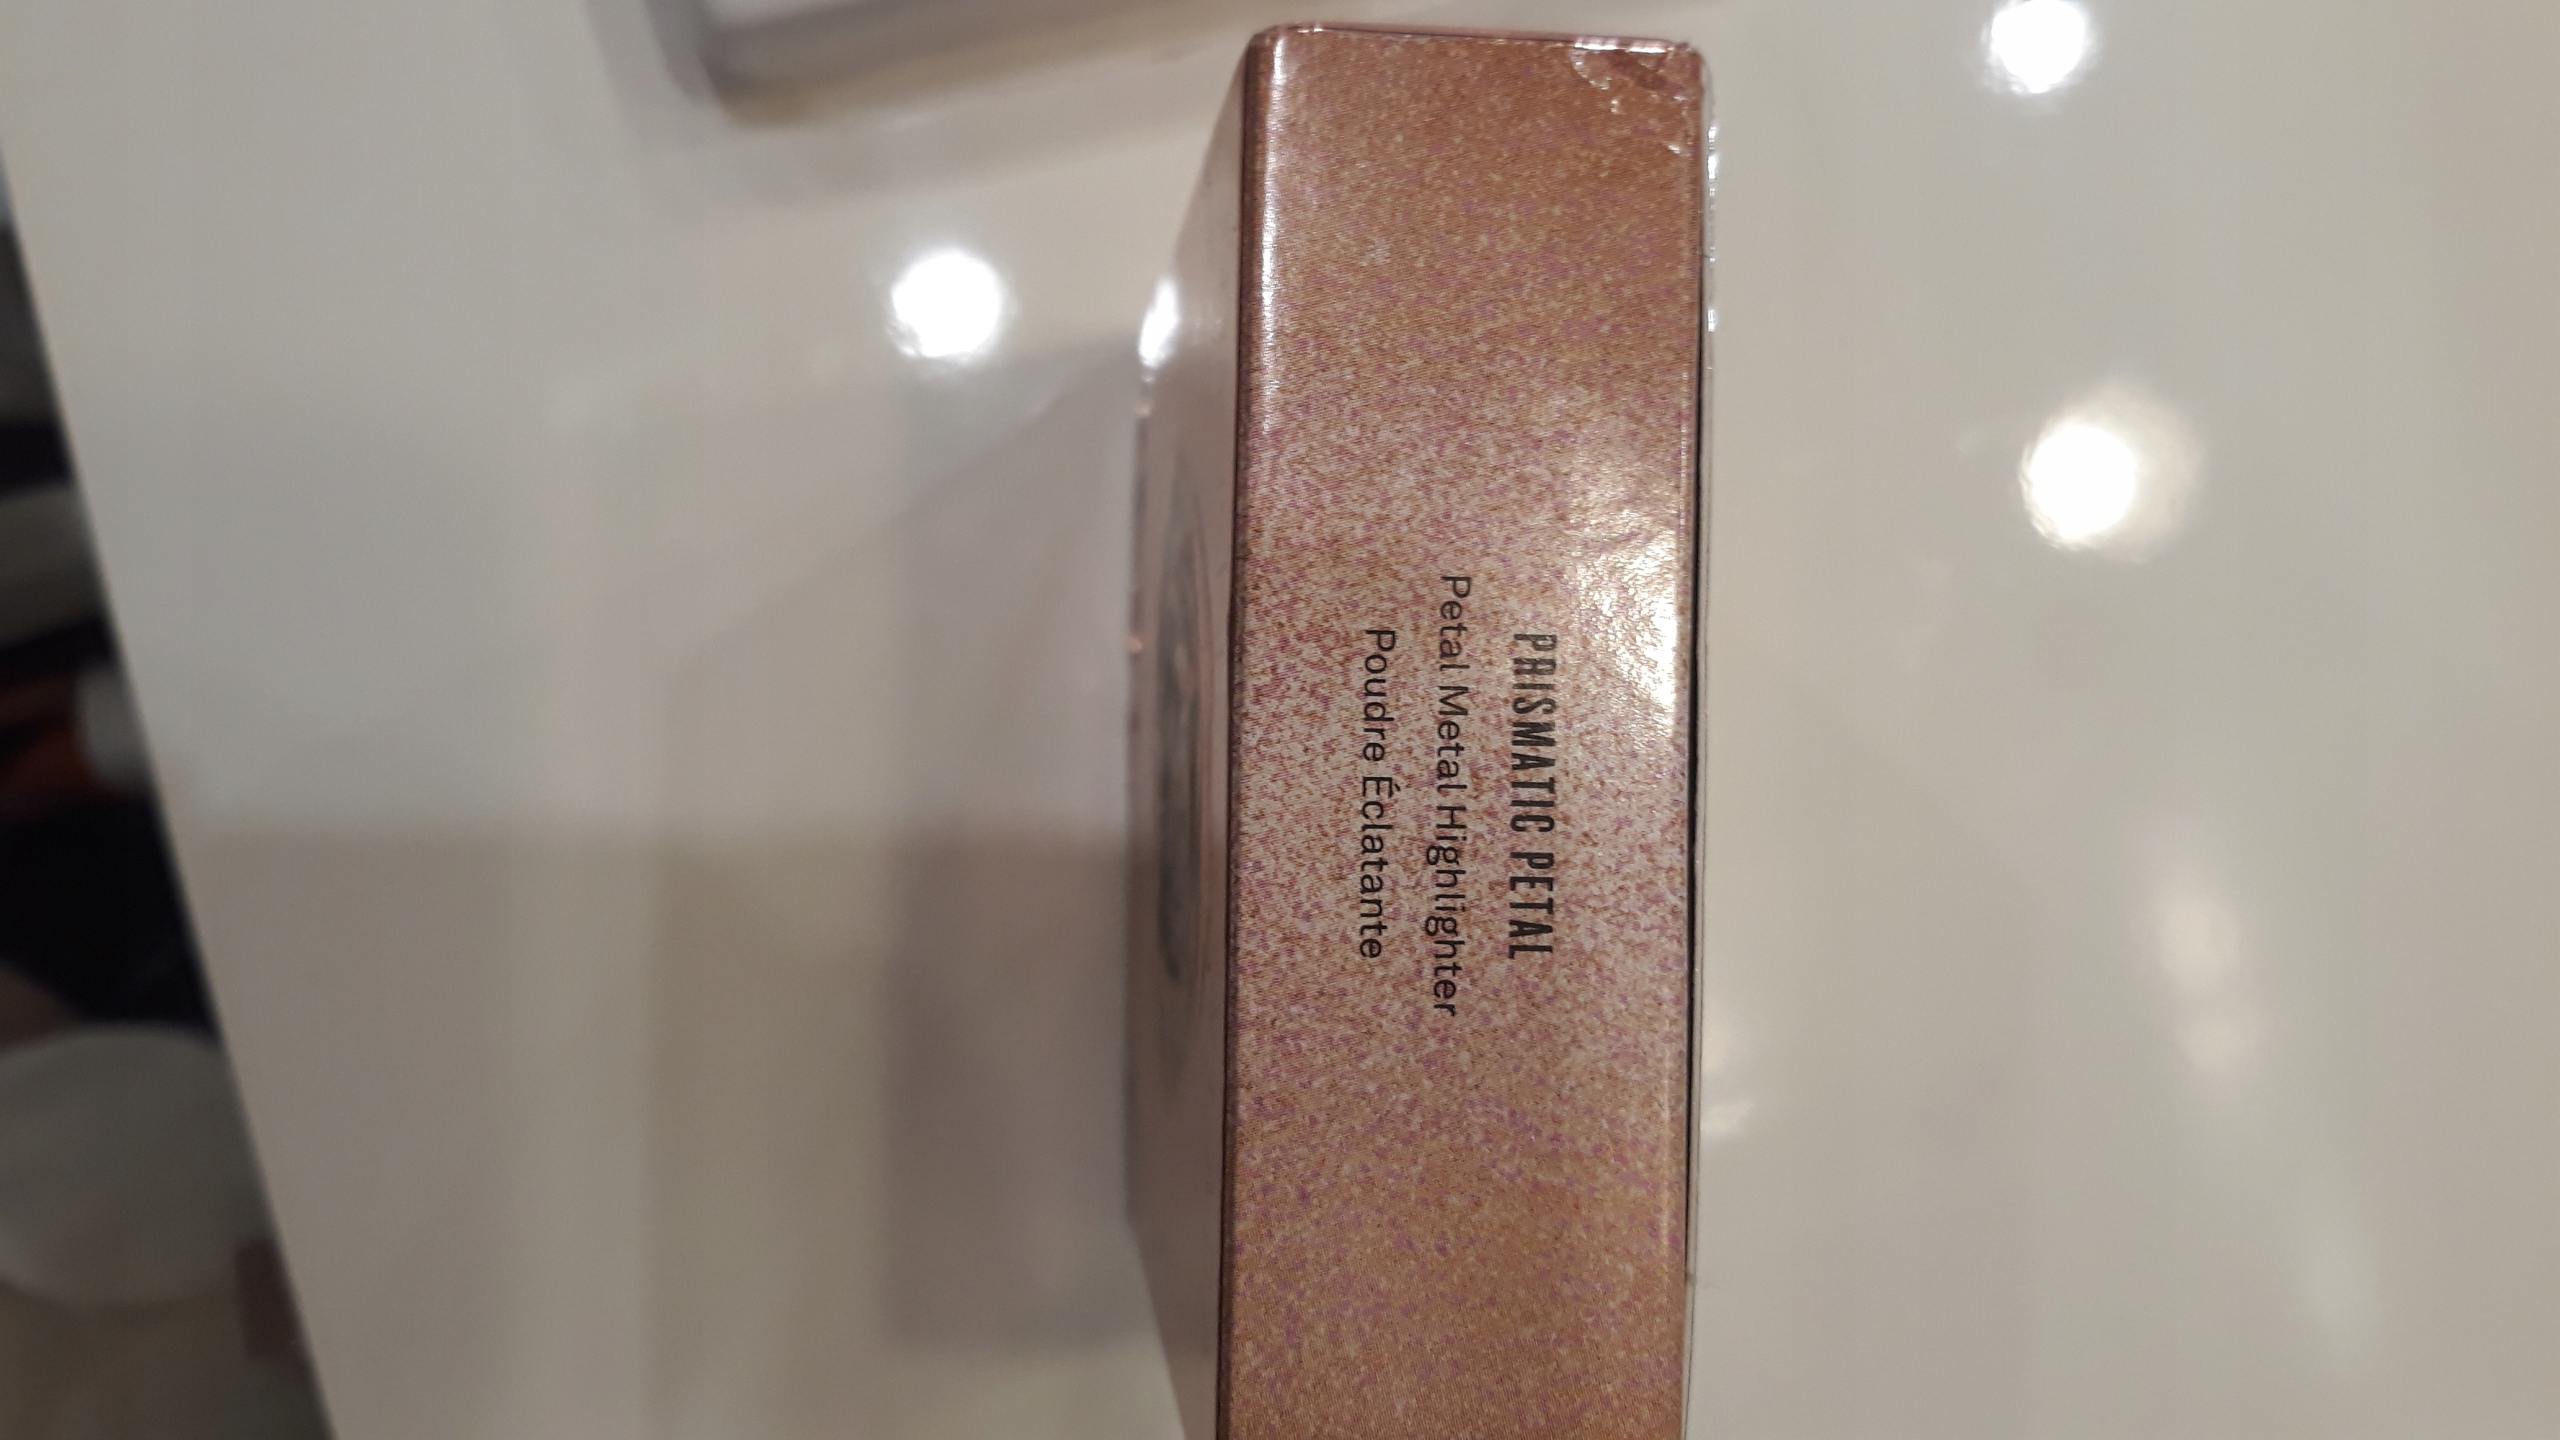 PRISMATIC PETAL
Petal Metal Highlighter
Poudre Éclatante